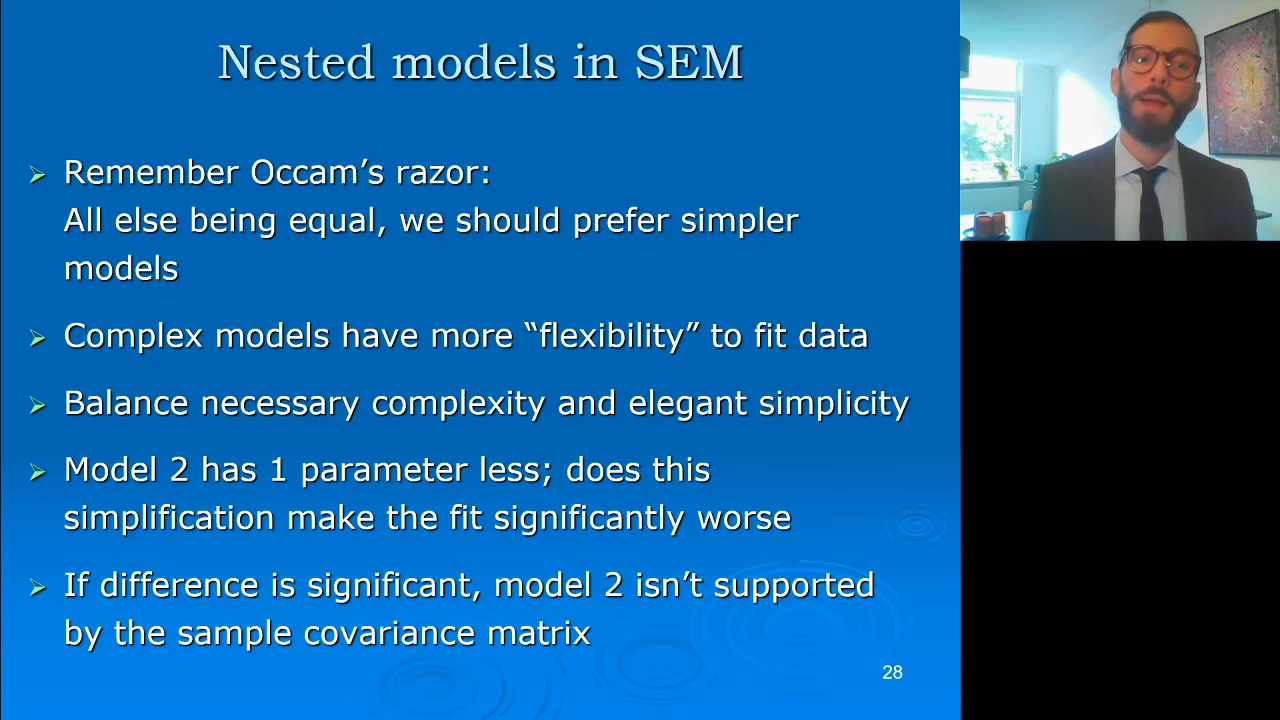 Nested models in SEM
Remember Occam’s razor:
All else being equal, we should prefer simpler
models
Complex models have more “flexibility” to fit data
Balance necessary complexity and elegant simplicity
Model 2 has 1 parameter less; does this
simplification make the fit significantly worse
If difference is significant, model 2 isn’t supported
by the sample covariance matrix
28